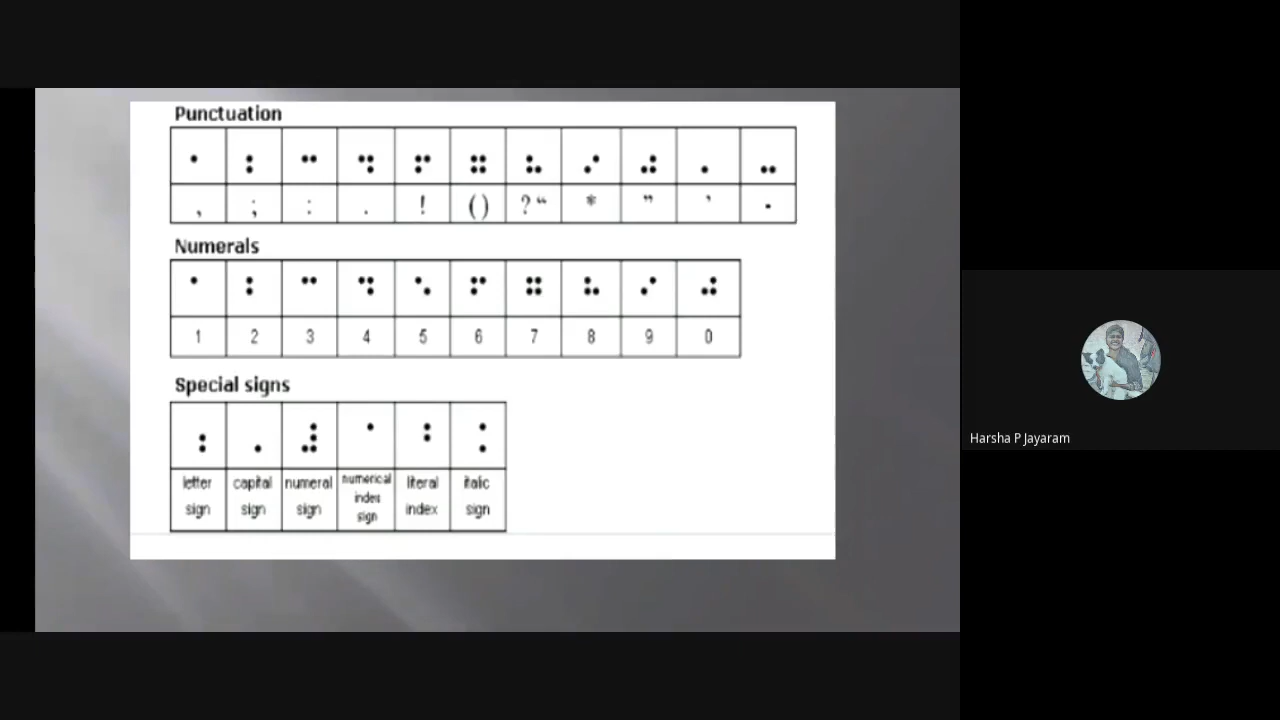 Punctuation
, ; : . ! ( ) ? “ * ” ’ -
Numerals
1 2 3 4 5 6 7 8 9 0
Special signs
letter sign
capital sign
numeral sign
numerical index sign
literal index
italic sign
Harsha P Jayaram